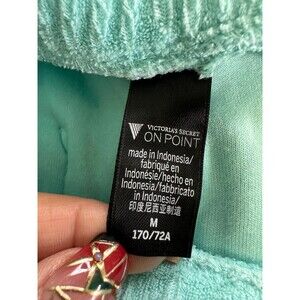 VICTORIA'S SECRET
ON POINT
made in Indonesia/
fabriqué en
Indonésie/hecho en
Indonesia/fabbricato
in Indonesia/
印度尼西亚制造
M
170/72A